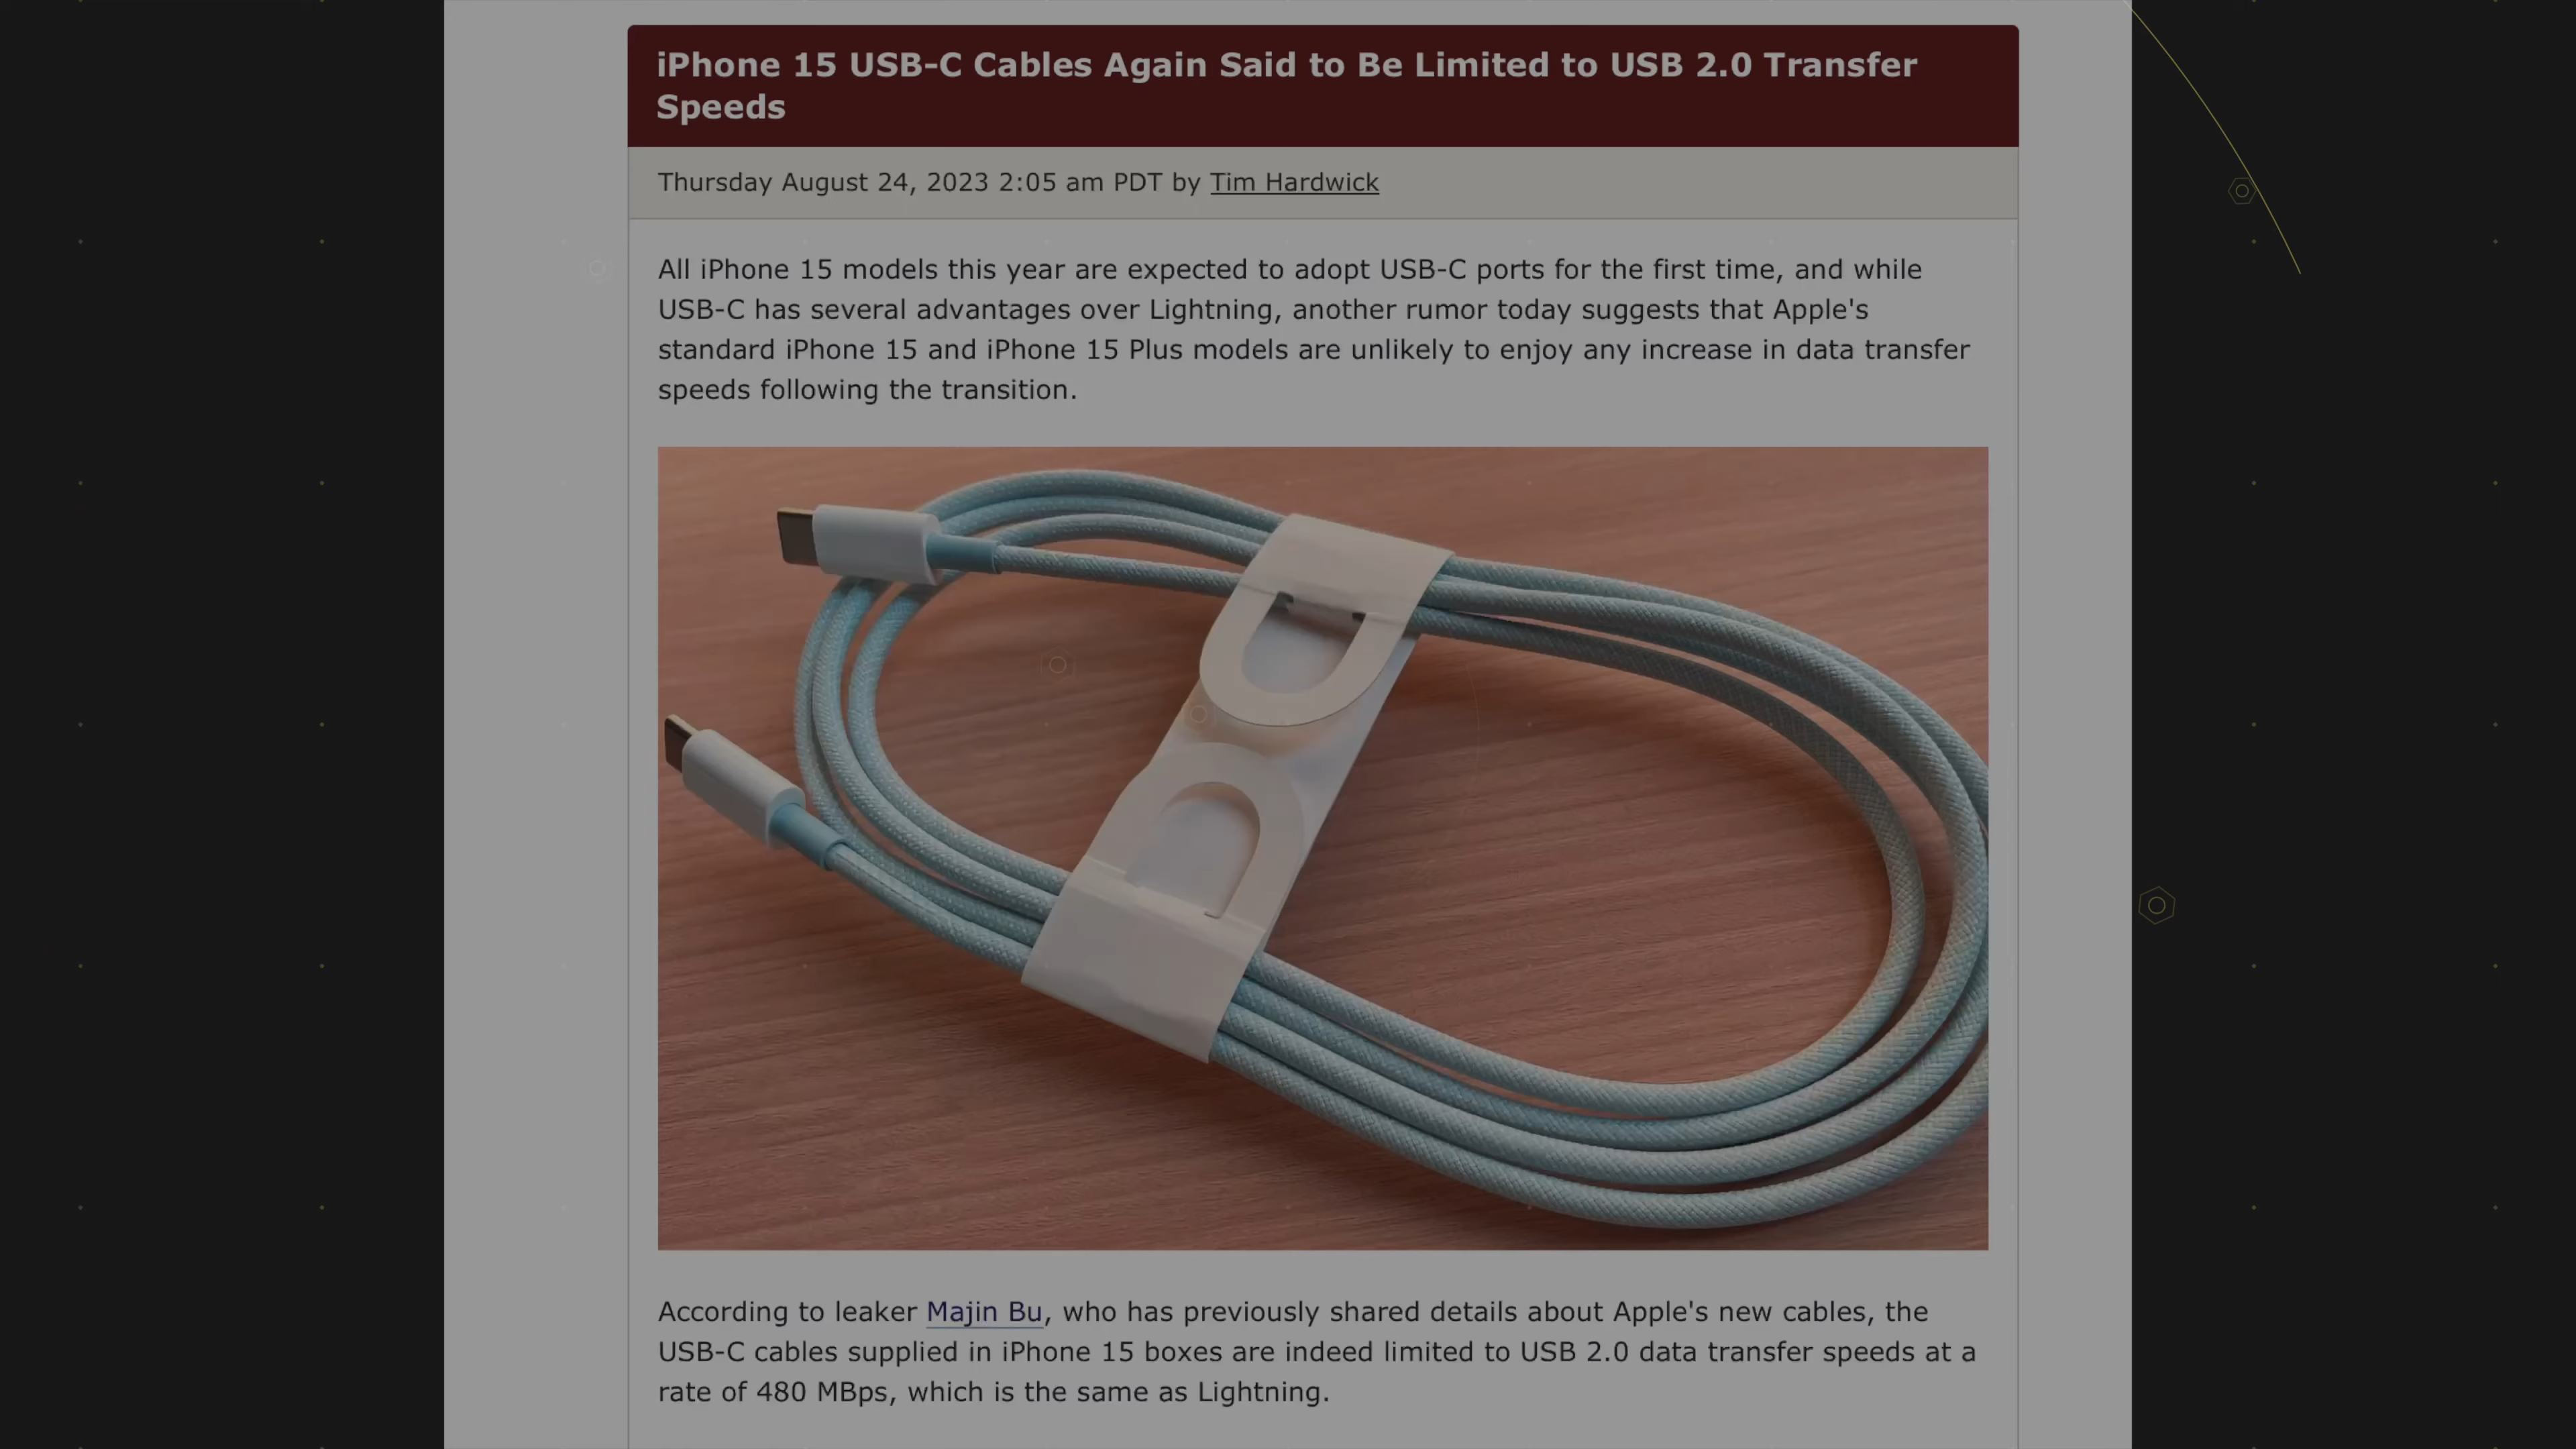 iPhone 15 USB-C Cables Again Said to Be Limited to USB 2.0 Transfer
Speeds
Thursday August 24, 2023 2:05 am PDT by Tim Hardwick
All iPhone 15 models this year are expected to adopt USB-C ports for the first time, and while
USB-C has several advantages over Lightning, another rumor today suggests that Apple's
standard iPhone 15 and iPhone 15 Plus models are unlikely to enjoy any increase in data transfer
speeds following the transition.
According to leaker Majin Bu, who has previously shared details about Apple's new cables, the
USB-C cables supplied in iPhone 15 boxes are indeed limited to USB 2.0 data transfer speeds at a
rate of 480 MBps, which is the same as Lightning.